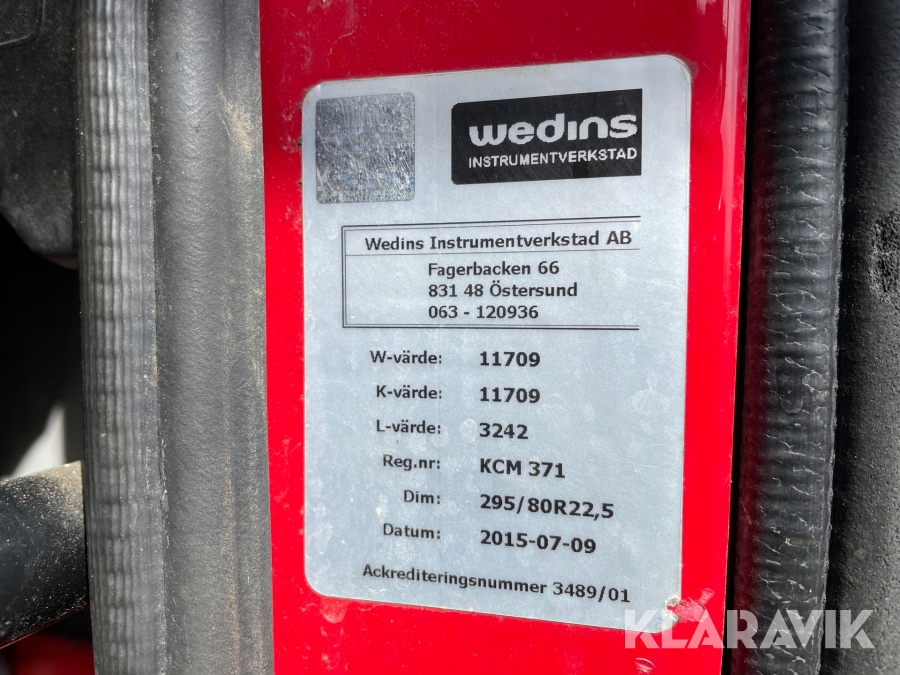 wedins
INSTRUMENTVERKSTAD
Wedins Instrumentverkstad AB
Fagerbacken 66
831 48 Östersund
063 - 120936
W-värde: 11709
K-värde: 11709
L-värde: 3242
Reg.nr: KCM 371
Dim: 295/80R22,5
Datum: 2015-07-09
Ackrediteringsnummer 3489/01
KLARAVIK